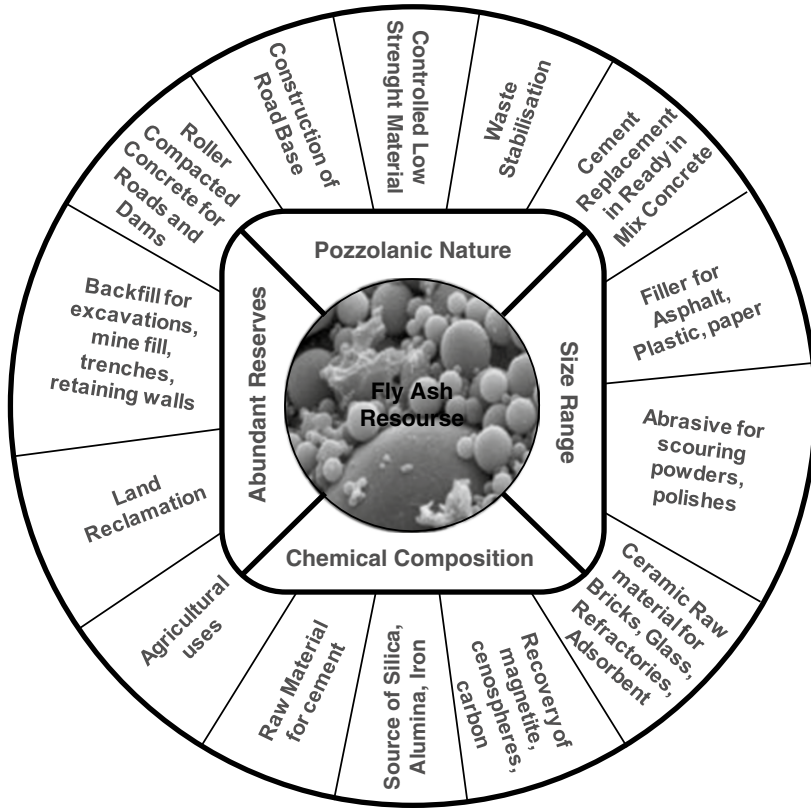 Controlled Low
Strenght Material
Waste
Stabilisation
Cement
Replacement
in Ready in
Mix Concrete
Filler for
Asphalt,
Plastic, paper
Abrasive for
scouring
powders,
polishes
Ceramic Raw
material for
Bricks, Glass,
Refractories,
Adsorbent
Recovery of
magnetite,
cenospheres,
carbon
Source of Silica,
Alumina, Iron
Raw Material
for cement
Agricultural
uses
Land
Reclamation
Backfill for
excavations,
mine fill,
trenches,
retaining walls
Roller
Compacted
Concrete for
Roads and
Dams
Construction of
Road Base
Pozzolanic Nature
Size Range
Chemical Composition
Abundant Reserves
Fly Ash
Resourse